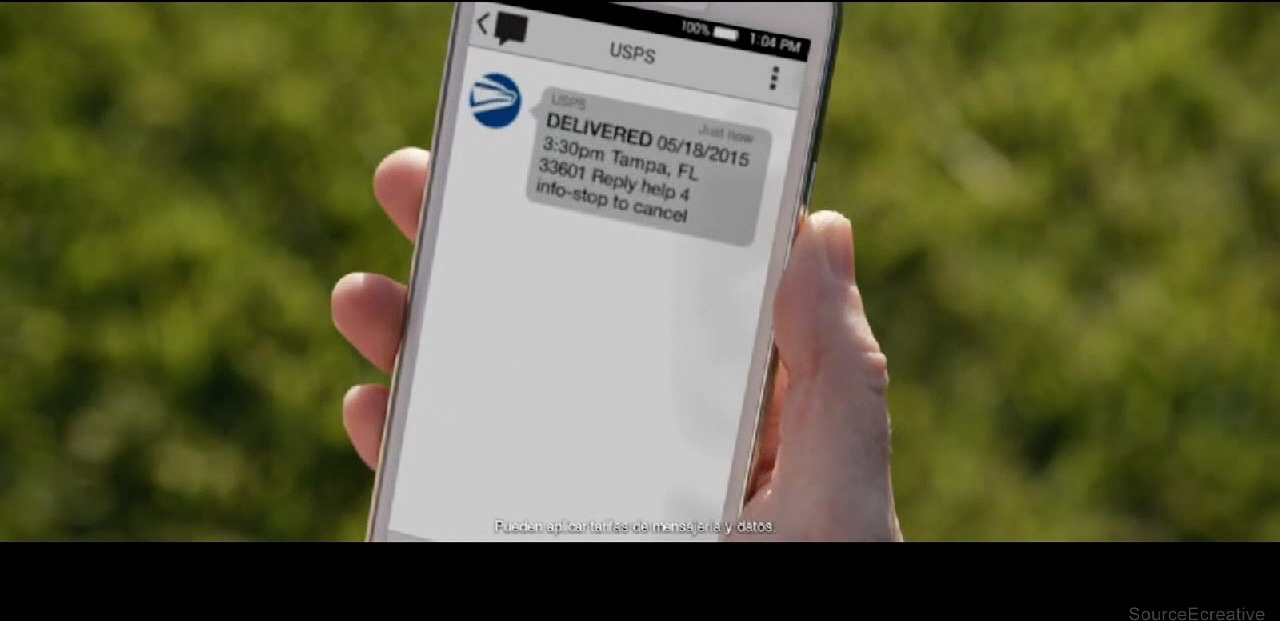 100% 1:04 PM
USPS
USPS
Just now
DELIVERED 05/18/2015
3:30pm Tampa, FL
33601 Reply help 4
info-stop to cancel
Pueden aplicar tarifas de mensajería y datos.
SourceEcreative